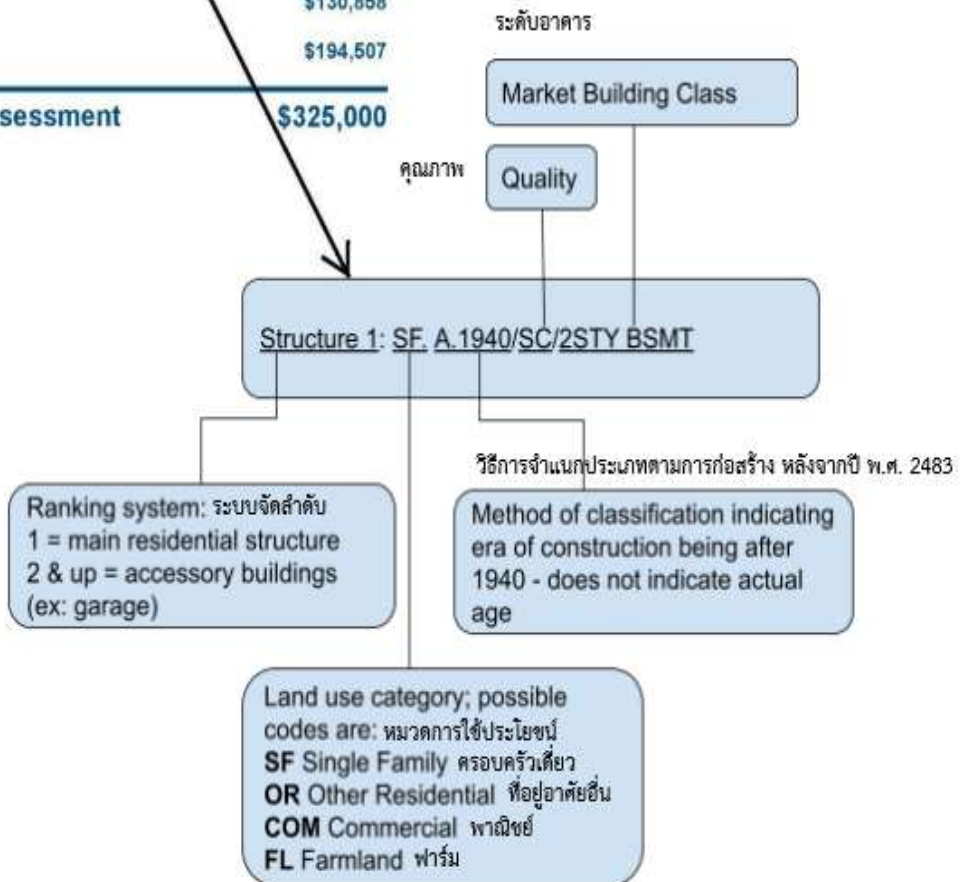 $130,858
$194,507
sessment $325,000
ระดับอาคาร
Market Building Class
คุณภาพ
Quality
Structure 1: SF. A.1940/SC/2STY BSMT
วิธีการจำแนกประเภทตามการก่อสร้าง หลังจากปี พ.ศ. 2483
Ranking system: ระบบจัดลำดับ
1 = main residential structure
2 & up = accessory buildings
(ex: garage)
Method of classification indicating
era of construction being after
1940 - does not indicate actual
age
Land use category; possible
codes are: หมวดการใช้ประโยชน์
SF Single Family ครอบครัวเดี่ยว
OR Other Residential ที่อยู่อาศัยอื่น
COM Commercial พาณิชย์
FL Farmland ฟาร์ม